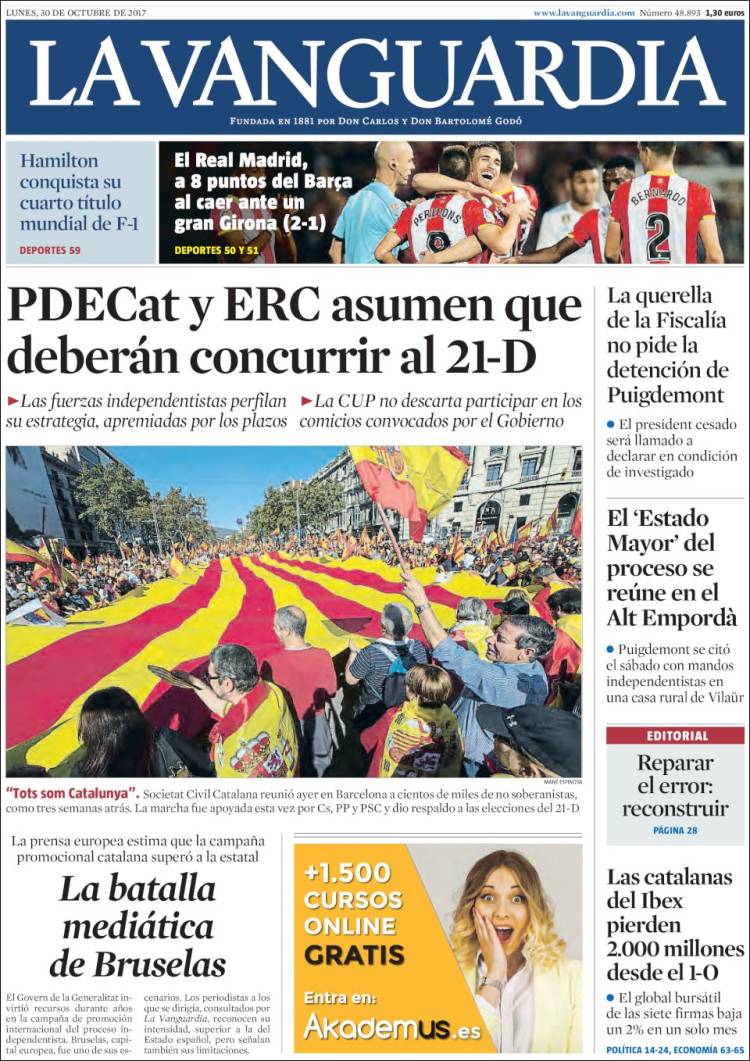 LUNES, 30 DE OCTUBRE DE 2017
www.lavanguardia.com Número 48.893 1,30 euros
LA VANGUARDIA
FUNDADA EN 1881 POR DON CARLOS Y DON BARTOLOMÉ GODÓ
Hamilton
conquista su
cuarto título
mundial de F-1
DEPORTES 59
El Real Madrid,
a 8 puntos del Barça
al caer ante un
gran Girona (2-1)
DEPORTES 50 Y 51
BERNARDO
2
9
PDECat y ERC asumen que
deberán concurrir al 21-D
Las fuerzas independentistas perfilan
su estrategia, apremiadas por los plazos
La CUP no descarta participar en los
comicios convocados por el Gobierno
MANÉ ESPINOSA
“Tots som Catalunya”. Societat Civil Catalana reunió ayer en Barcelona a cientos de miles de no soberanistas,
como tres semanas atrás. La marcha fue apoyada esta vez por Cs, PP y PSC y dio respaldo a las elecciones del 21-D
La prensa europea estima que la campaña
promocional catalana superó a la estatal
La batalla
mediática
de Bruselas
El Govern de la Generalitat in-
virtió recursos durante años
en la campaña de promoción
internacional del proceso inde-
pendentista. Bruselas, capi-
tal europea, fue uno de sus es-
cenarios. Los periodistas a los
que se dirigía, consultados por
La Vanguardia, reconocen su
intensidad, superior a la del
Estado español, pero señalan
también sus limitaciones.
+1.500
CURSOS
ONLINE
GRATIS
Entra en:
Akademus.es
La querella
de la Fiscalía
no pide la
detención de
Puigdemont
• El president cesado
será llamado a
declarar en condición
de investigado
El ‘Estado
Mayor’ del
proceso se
reúne en el
Alt Empordà
• Puigdemont se citó
el sábado con mandos
independentistas en
una casa rural de Vilaür
EDITORIAL
Reparar
el error:
reconstruir
PÁGINA 28
Las catalanas
del Ibex
pierden
2.000 millones
desde el 1-O
• El global bursátil
de las siete firmas baja
un 2% en un solo mes
POLÍTICA 14-24, ECONOMÍA 63-65